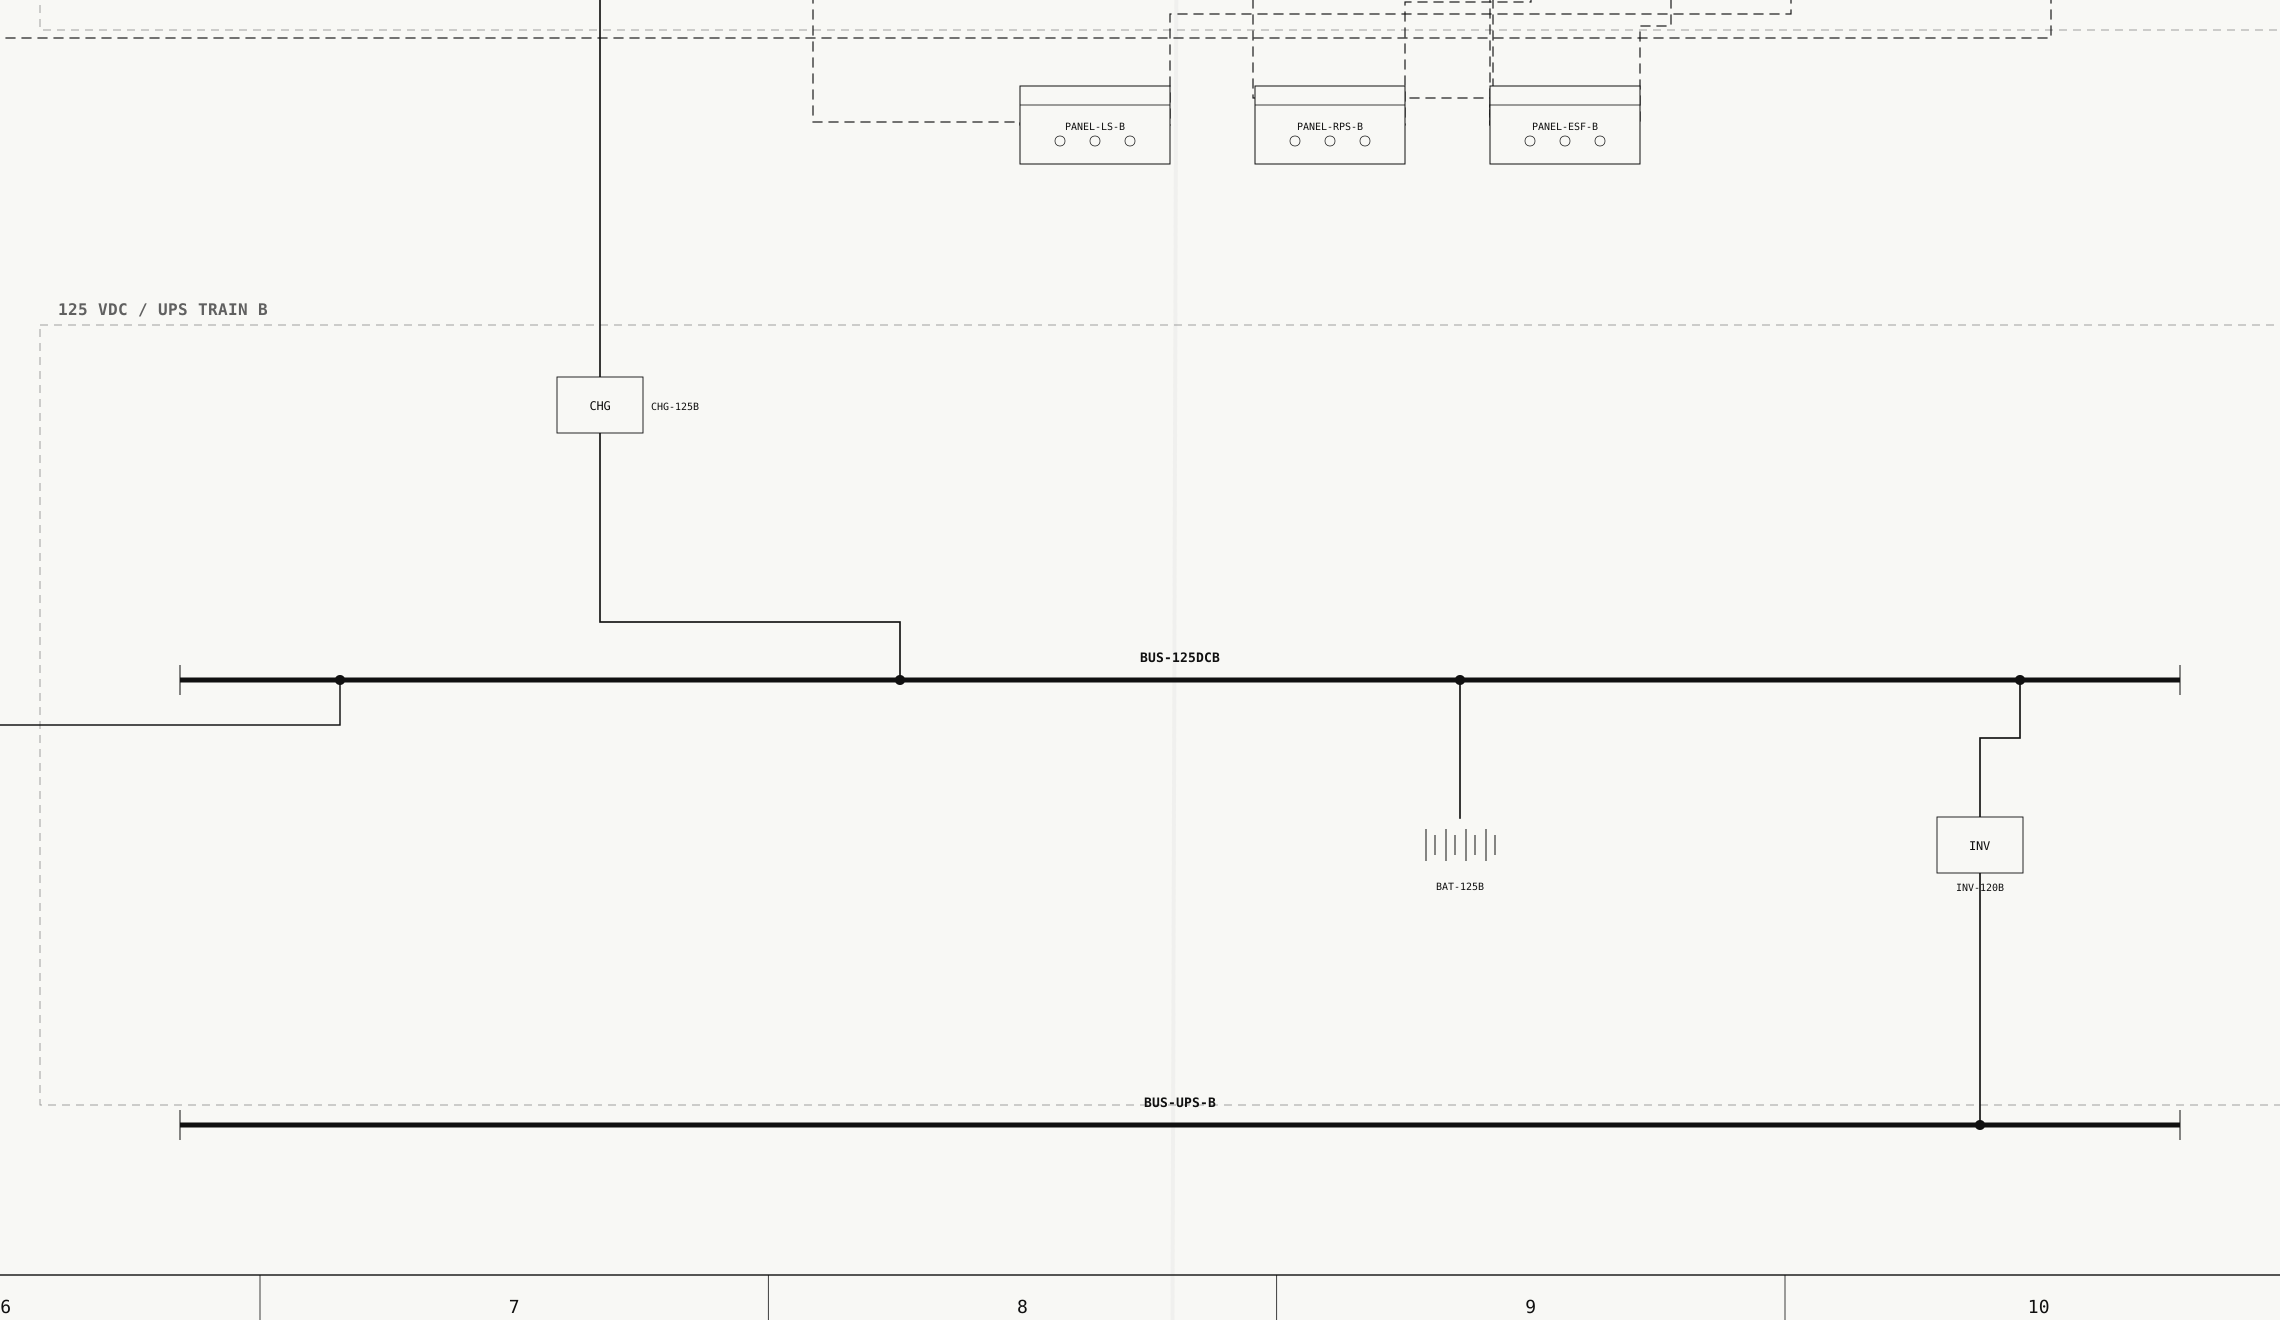 PANEL-LS-B
PANEL-RPS-B
PANEL-ESF-B
125 VDC / UPS TRAIN B
CHG
CHG-125B
BUS-125DCB
INV
BAT-125B
INV-120B
BUS-UPS-B
6
7
8
9
10